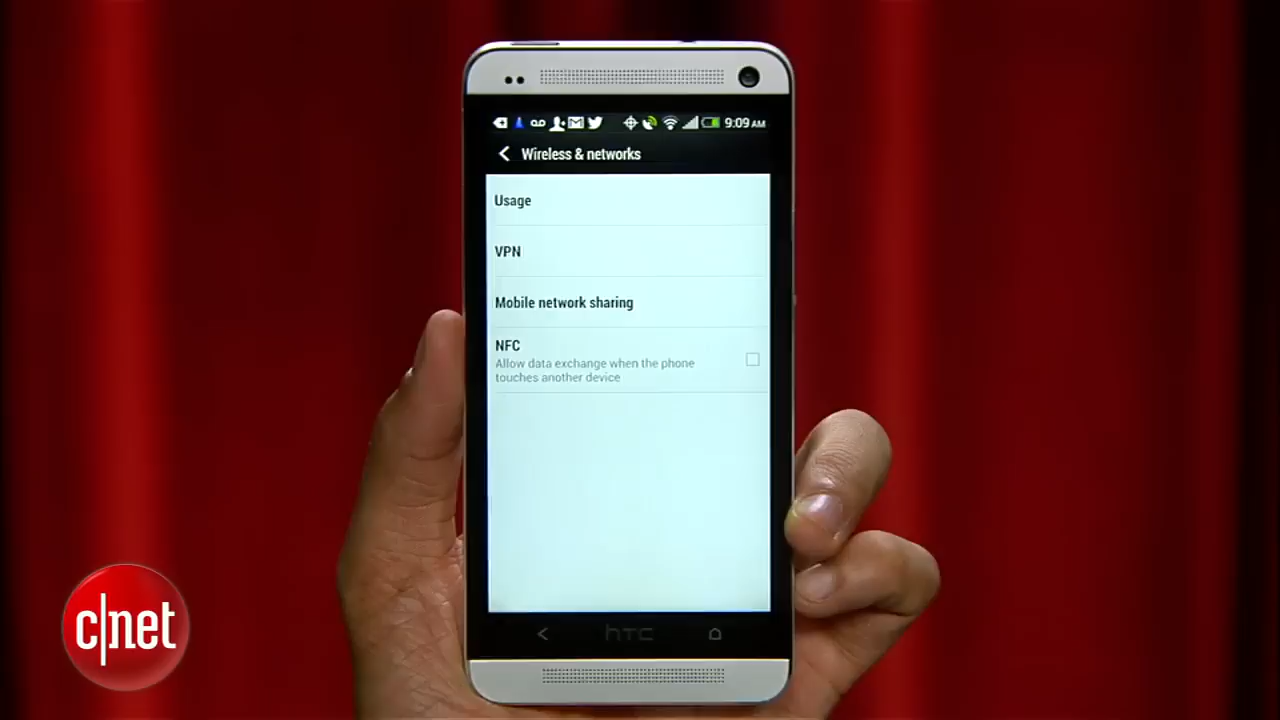 9:09 AM
Wireless & networks
Usage
VPN
Mobile network sharing
NFC
Allow data exchange when the phone
touches another device
hTC
c|net